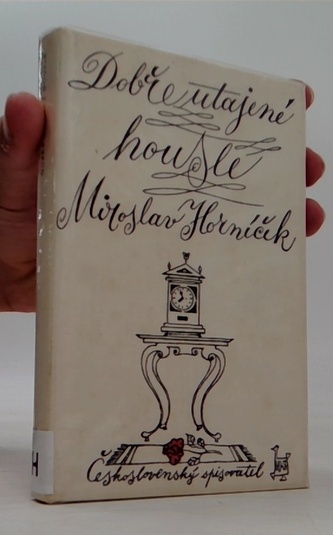 Dobře utajené
housle
Miroslav Horníček
Československý spisovatel
H